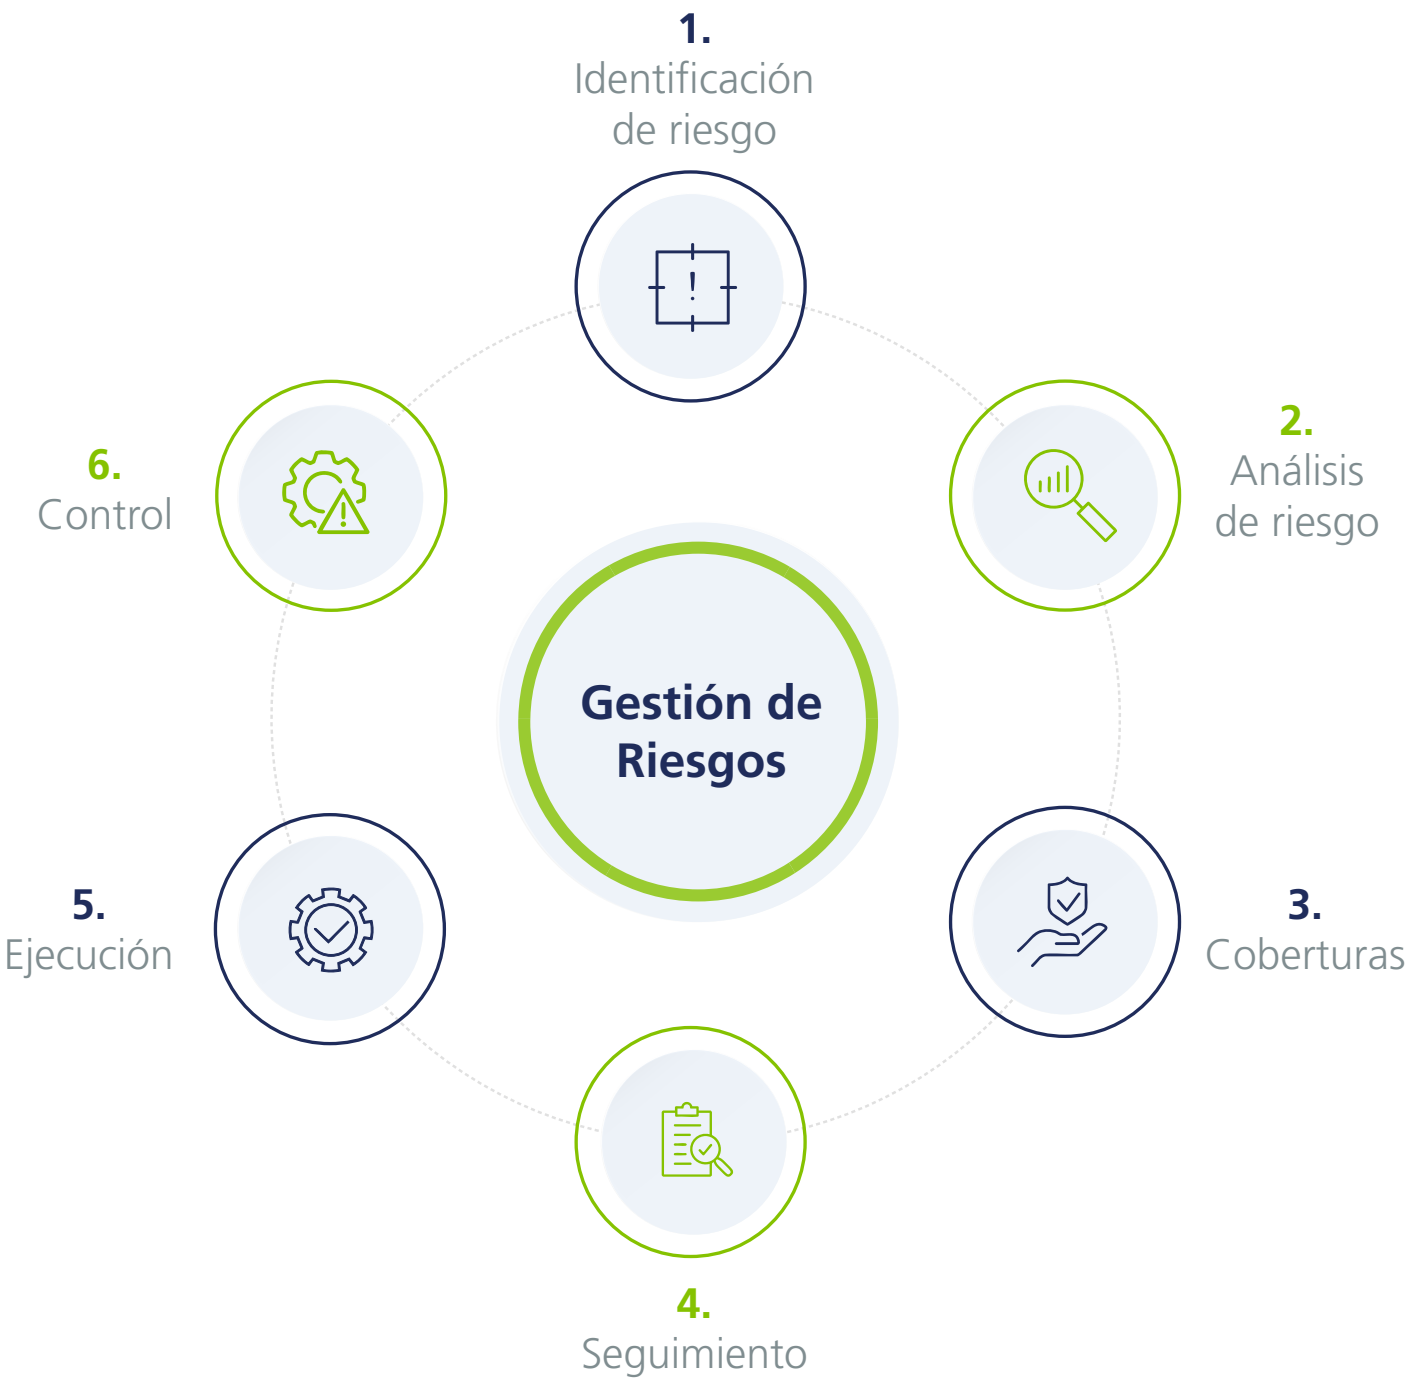 1.
Identificación
de riesgo
2.
Análisis
de riesgo
3.
Coberturas
4.
Seguimiento
5.
Ejecución
6.
Control
Gestión de
Riesgos